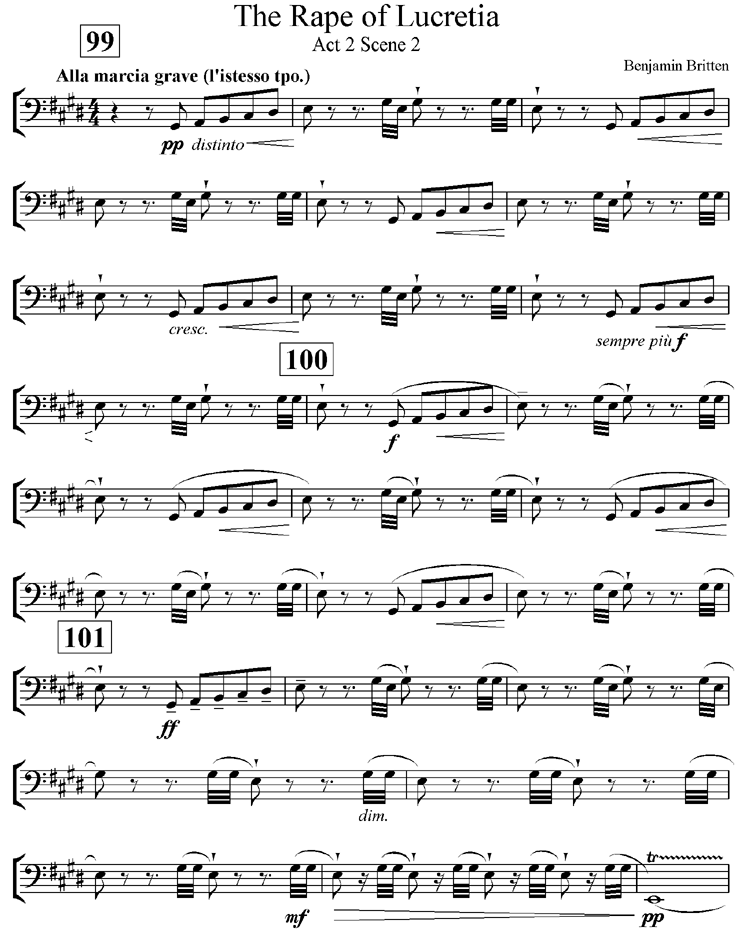 The Rape of Lucretia
Act 2 Scene 2
99
Benjamin Britten
Alla marcia grave (l'istesso tpo.)
4
4
pp distinto
cresc.
sempre più f
100
f
101
ff
dim.
tr
mf
pp